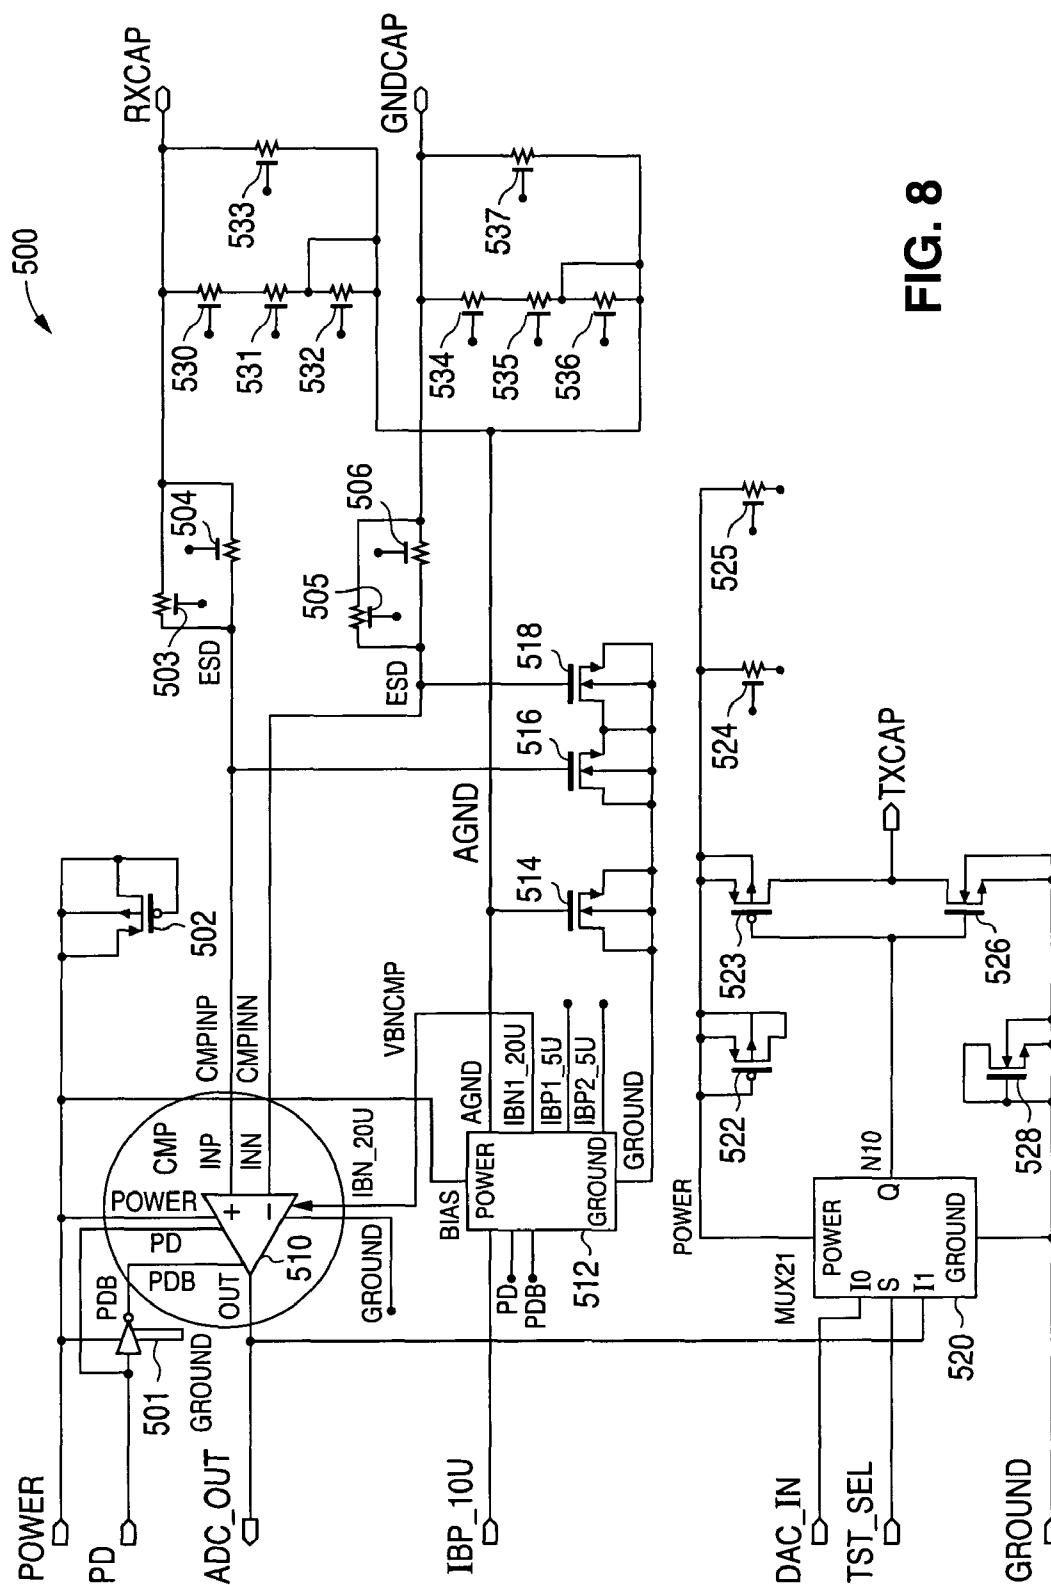 500
RXCAP
GNDCAP
533
530
531
532
537
534
535
536
504
503
ESD
506
505
ESD
518
516
514
AGND
502
CMPINP
CMPINN
VBNCMP
CMP
INP
INN
POWER
PD
PDB
PDB
OUT
+
–
510
GROUND
IBN_20U
501
GROUND
POWER
PD
ADC_OUT
IBP_10U
BIAS
AGND
IBN1_20U
IBP1_5U
IBP2_5U
GROUND
POWER
GROUND
PD
PDB
512
525
524
TXCAP
523
526
522
528
POWER
N10
MUX21
POWER
I0
S
I1
Q
GROUND
520
DAC_IN
TST_SEL
GROUND
FIG. 8